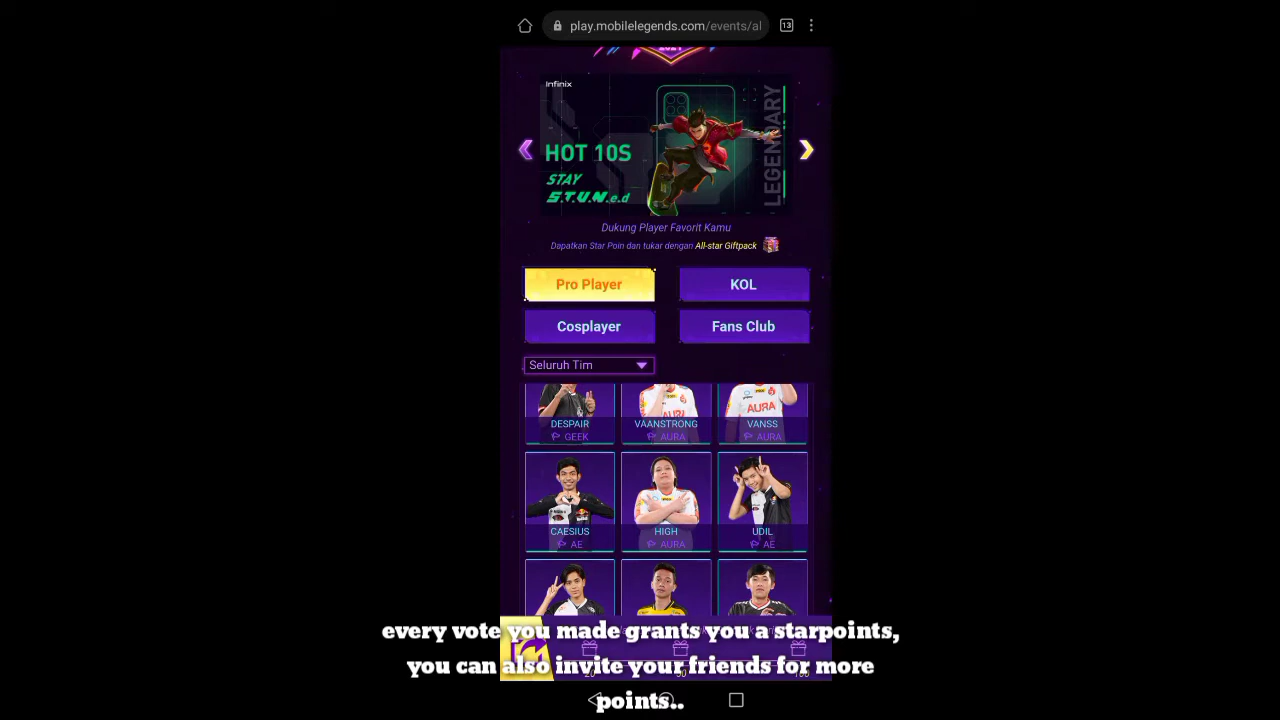 play.mobilelegends.com/events/al
13
2021
Infinix
HOT 10S
STAY
S.T.U.N.e.d
LEGENDARY
Dukung Player Favorit Kamu
Dapatkan Star Poin dan tukar dengan All-star Giftpack
Pro Player
KOL
Cosplayer
Fans Club
Seluruh Tim
AURA
AURA
DESPAIR
VAANSTRONG
VANSS
GEEK
AURA
AURA
CAESIUS
HIGH
UDIL
AE
AURA
AE
every vote you made grants you a starpoints,
you can also invite your friends for more
points..